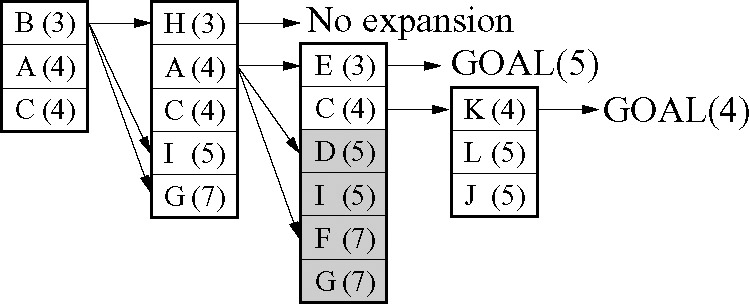 B (3)
A (4)
C (4)
H (3)
A (4)
C (4)
I (5)
G (7)
No expansion
E (3)
C (4)
D (5)
I (5)
F (7)
G (7)
GOAL(5)
K (4)
L (5)
J (5)
GOAL(4)